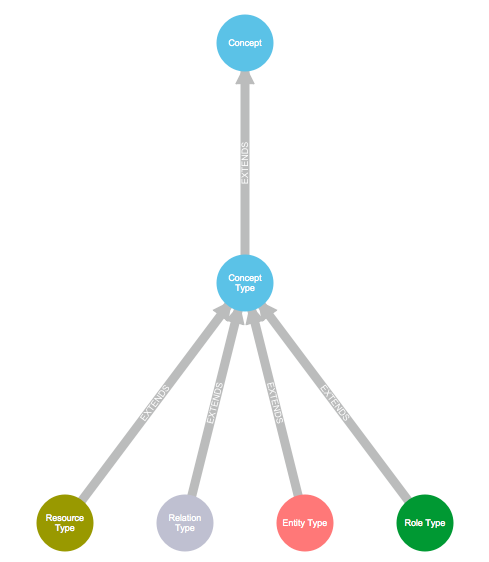 Concept
EXTENDS
Concept
Type
EXTENDS
EXTENDS
EXTENDS
EXTENDS
Resource
Type
Relation
Type
Entity Type
Role Type